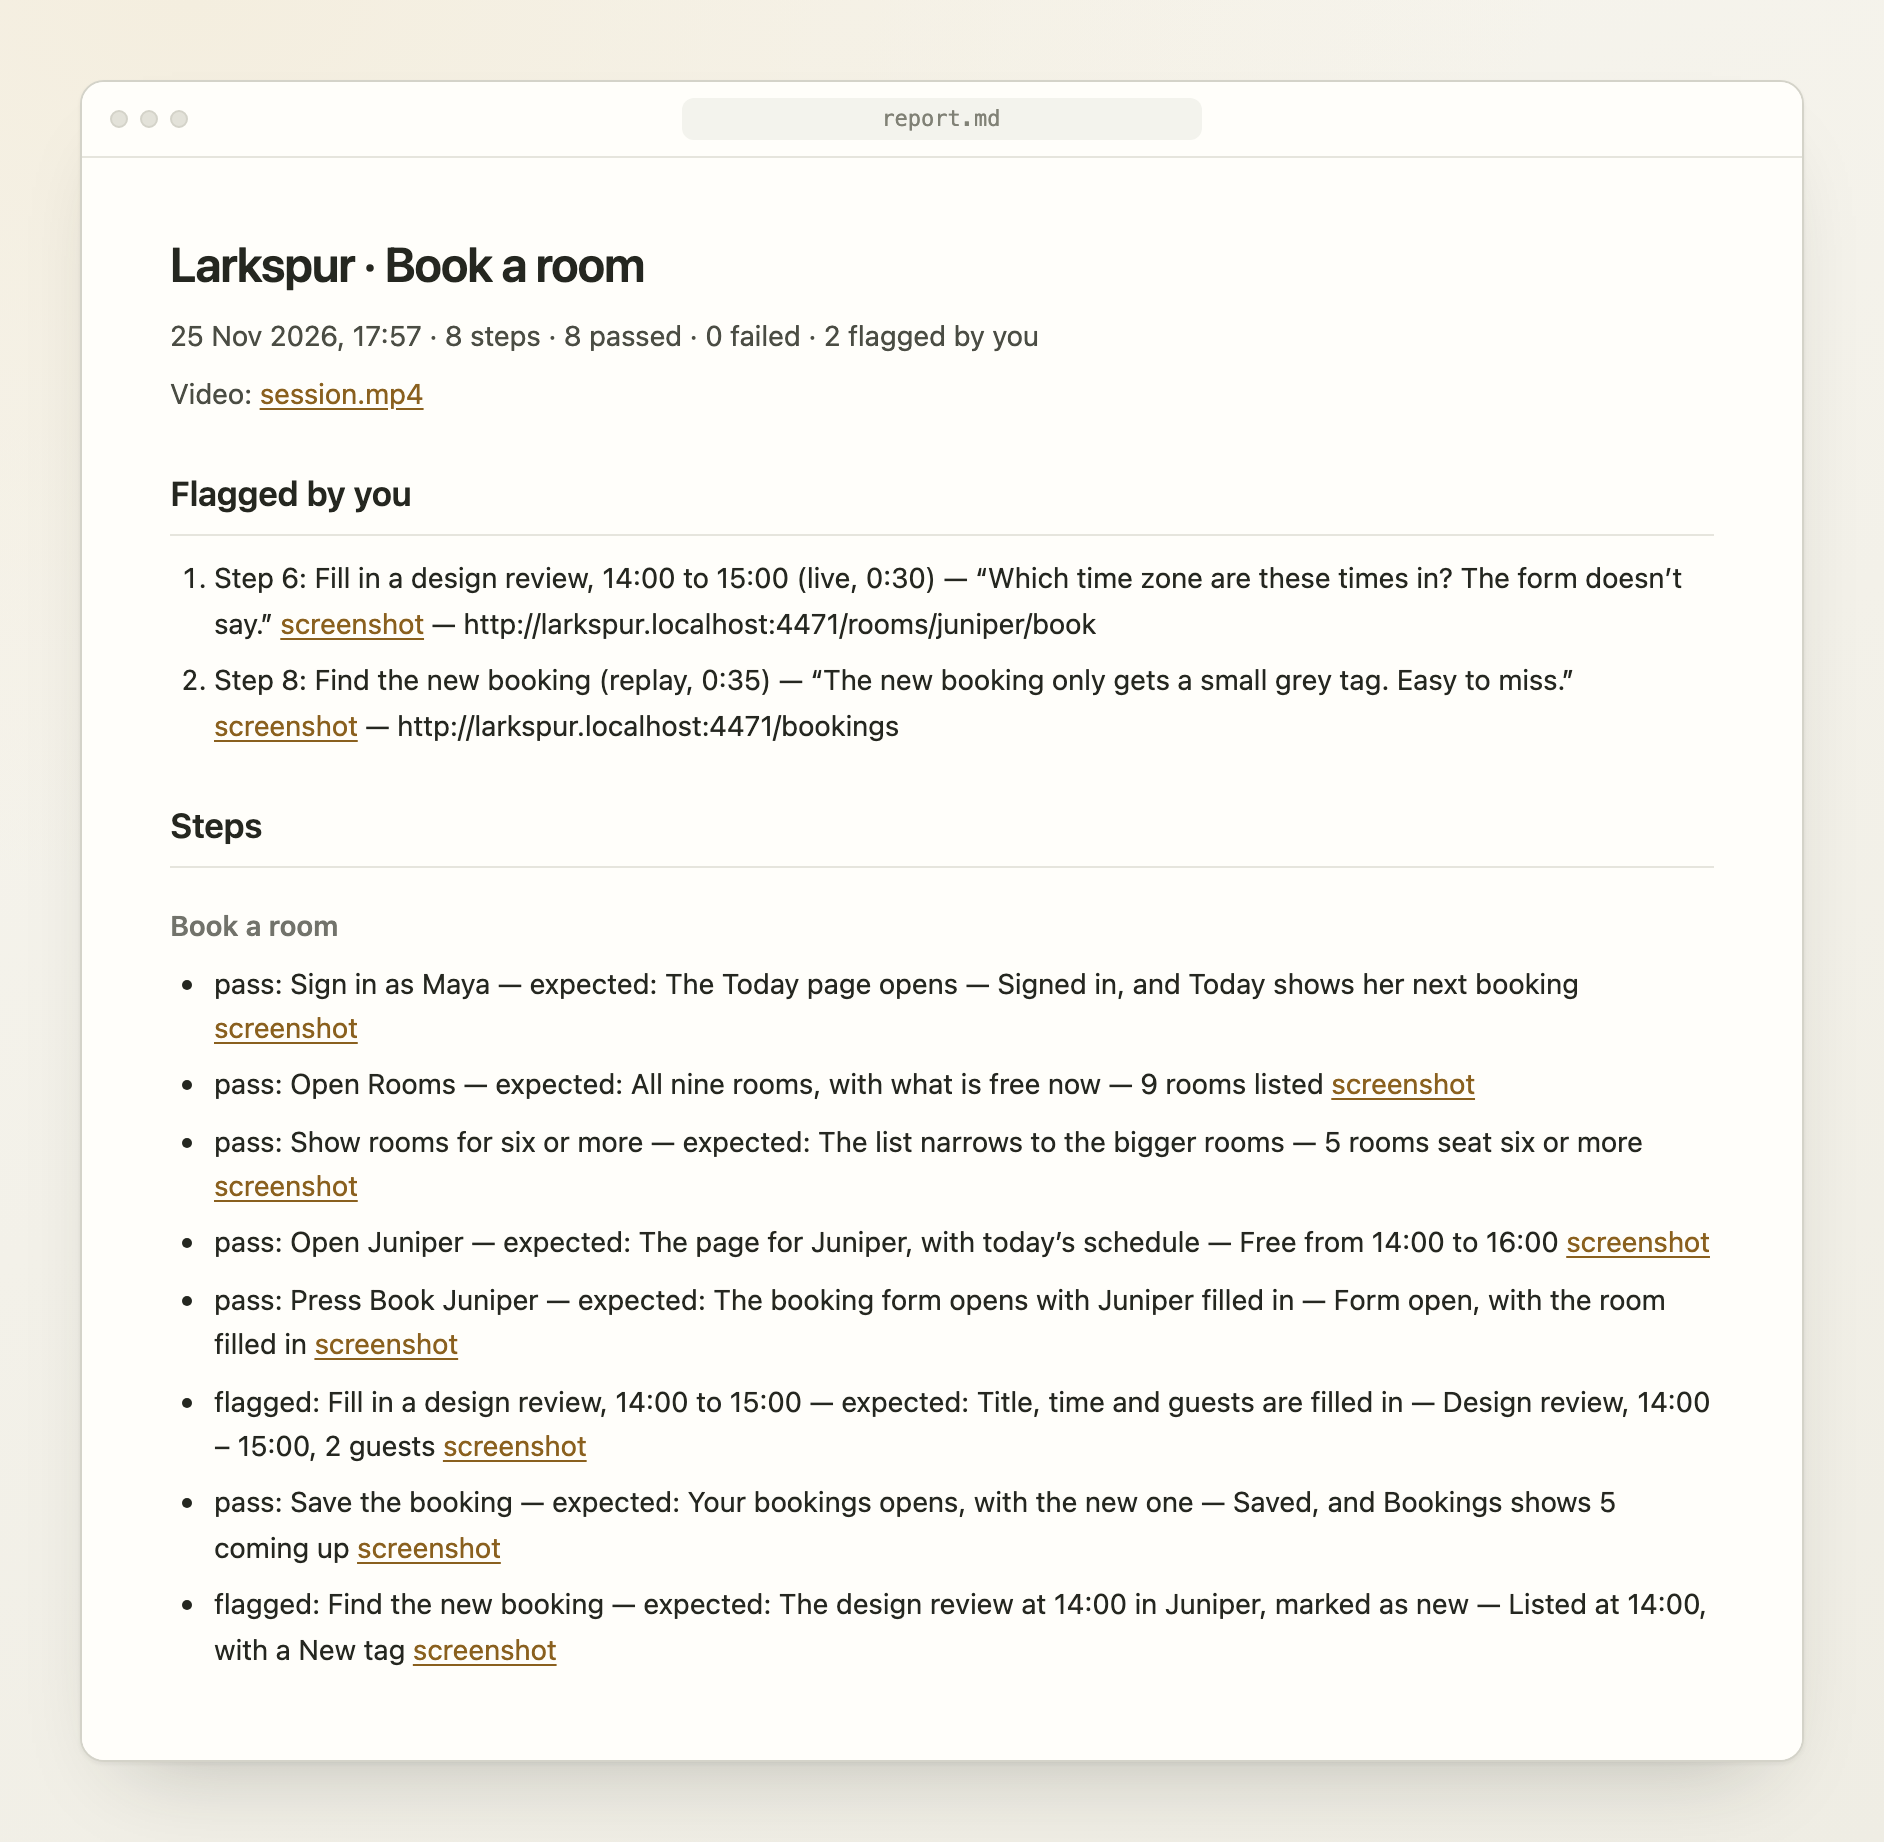 report.md
Larkspur · Book a room
25 Nov 2026, 17:57 · 8 steps · 8 passed · 0 failed · 2 flagged by you
Video: session.mp4
Flagged by you
1. Step 6: Fill in a design review, 14:00 to 15:00 (live, 0:30) — “Which time zone are these times in? The form doesn’t
say.” screenshot — http://larkspur.localhost:4471/rooms/juniper/book
2. Step 8: Find the new booking (replay, 0:35) — “The new booking only gets a small grey tag. Easy to miss.”
screenshot — http://larkspur.localhost:4471/bookings
Steps
Book a room
• pass: Sign in as Maya — expected: The Today page opens — Signed in, and Today shows her next booking
screenshot
• pass: Open Rooms — expected: All nine rooms, with what is free now — 9 rooms listed screenshot
• pass: Show rooms for six or more — expected: The list narrows to the bigger rooms — 5 rooms seat six or more
screenshot
• pass: Open Juniper — expected: The page for Juniper, with today’s schedule — Free from 14:00 to 16:00 screenshot
• pass: Press Book Juniper — expected: The booking form opens with Juniper filled in — Form open, with the room
filled in screenshot
• flagged: Fill in a design review, 14:00 to 15:00 — expected: Title, time and guests are filled in — Design review, 14:00
– 15:00, 2 guests screenshot
• pass: Save the booking — expected: Your bookings opens, with the new one — Saved, and Bookings shows 5
coming up screenshot
• flagged: Find the new booking — expected: The design review at 14:00 in Juniper, marked as new — Listed at 14:00,
with a New tag screenshot